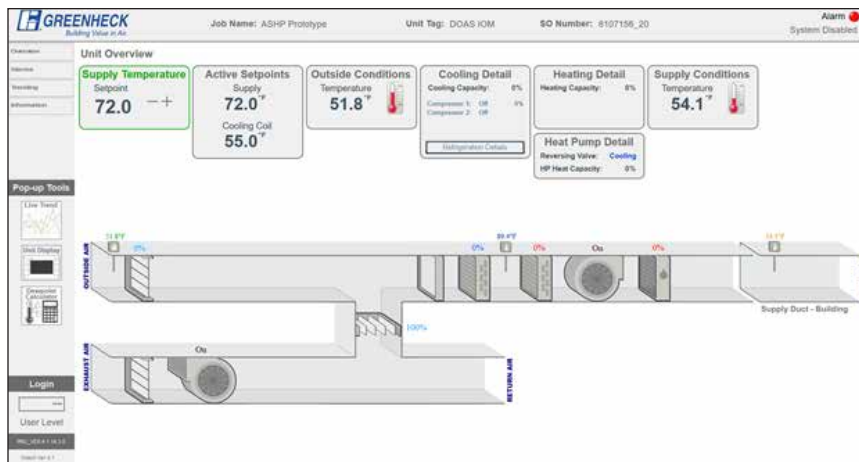 GREENHECK
Building Value in Air.
Job Name: ASHP Prototype
Unit Tag: DOAS IOM
SO Number: 8107156_20
Alarm
System Disabled
Overview
Trending
Information
Unit Overview
Supply Temperature
Setpoint
72.0 — +
Active Setpoints
Supply
72.0 °F
Cooling Coil
55.0 °F
Outside Conditions
Temperature
51.8 °F
Cooling Detail
Cooling Capacity: 0%
Compressor 1: Off 0%
Compressor 2: Off
Refrigeration Details
Heating Detail
Heating Capacity: 0%
Supply Conditions
Temperature
54.1 °F
Heat Pump Detail
Reversing Valve: Cooling
HP Heat Capacity: 0%
Pop-up Tools
Live Trend
Unit Display
Dewpoint
Calculator
OUTSIDE AIR
51.8°F
0%
0%
0%
On
0%
Supply Duct - Building
100%
EXHAUST AIR
On
RETURN AIR
Login
User Level